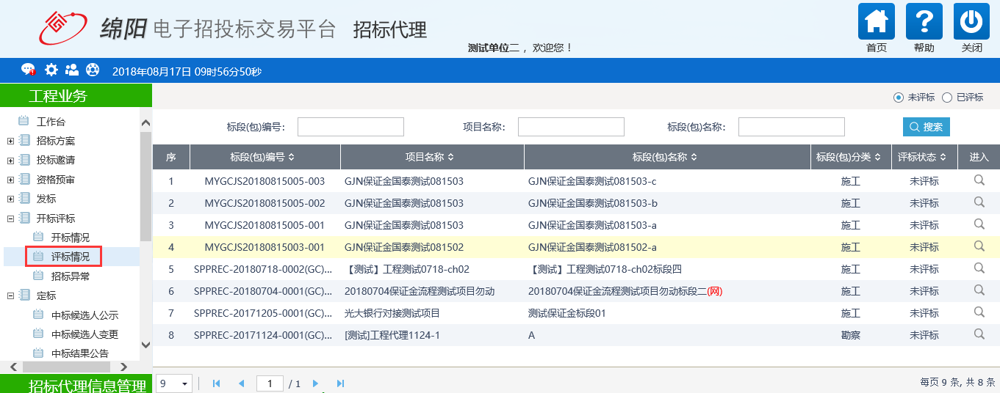 绵阳 电子招投标交易平台 招标代理
测试单位二 ，欢迎您！
首页 帮助 关闭
2018年08月17日 09时56分50秒
工程业务
工作台
招标方案
投标邀请
资格预审
发标
开标评标
开标情况
评标情况
招标异常
定标
中标候选人公示
中标候选人变更
中标结果公告
招标代理信息管理
未评标 已评标
标段(包)编号： 项目名称： 标段(包)名称： 搜索
序 标段(包)编号 项目名称 标段(包)名称 标段(包)分类 评标状态 进入
1 MYGCJS20180815005-003 GJN保证金国泰测试081503 GJN保证金国泰测试081503-c 施工 未评标
2 MYGCJS20180815005-002 GJN保证金国泰测试081503 GJN保证金国泰测试081503-b 施工 未评标
3 MYGCJS20180815005-001 GJN保证金国泰测试081503 GJN保证金国泰测试081503-a 施工 未评标
4 MYGCJS20180815003-001 GJN保证金国泰测试081502 GJN保证金国泰测试081502-a 施工 未评标
5 SPPREC-20180718-0002(GC)... 【测试】工程测试0718-ch02 【测试】工程测试0718-ch02标段四 施工 未评标
6 SPPREC-20180704-0001(GC)... 20180704保证金流程测试项目勿动 20180704保证金流程测试项目勿动标段二(网) 施工 未评标
7 SPPREC-20171205-0001(GC)... 光大银行对接测试项目 测试保证金标段01 施工 未评标
8 SPPREC-20171124-0001(GC)... [测试]工程代理1124-1 A 勘察 未评标
9 1 / 1 每页 9 条, 共 8 条